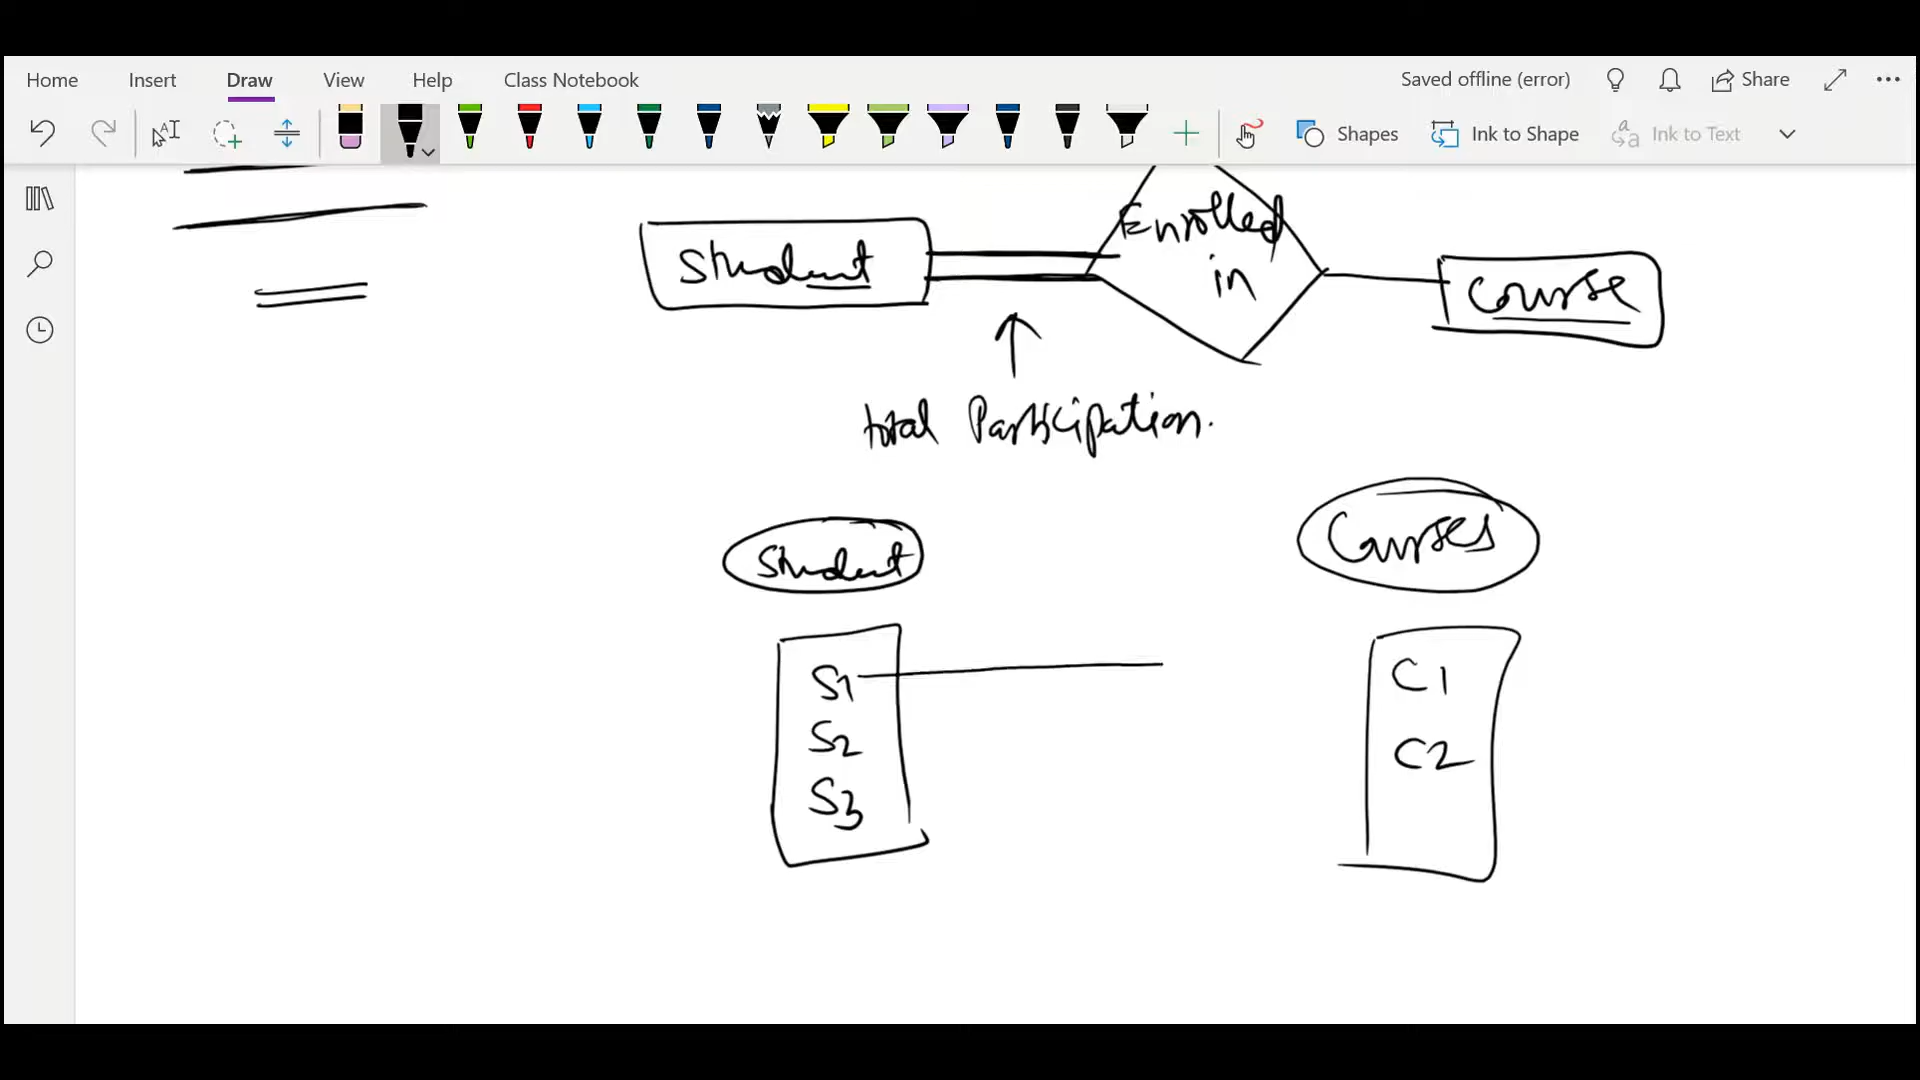 Home Insert Draw View Help Class Notebook Saved offline (error) Share
Shapes Ink to Shape Ink to Text
Student Enrolled in Course
total Participation.
Student Courses
S1 C1
S2 C2
S3